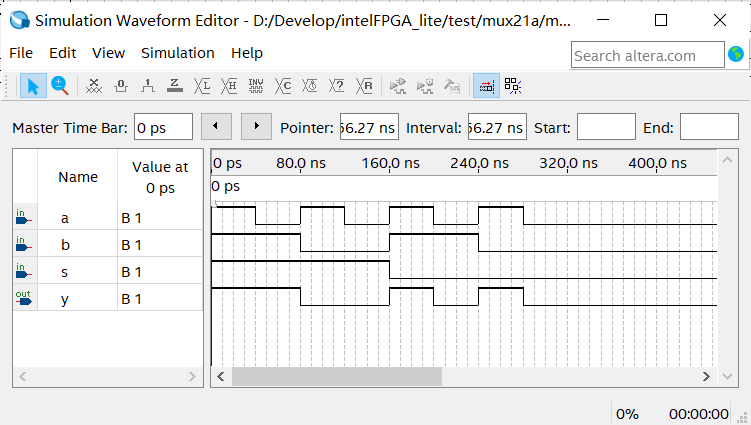 Simulation Waveform Editor - D:/Develop/intelFPGA_lite/test/mux21a/m...
File Edit View Simulation Help
Search altera.com
Master Time Bar: 0 ps Pointer: 56.27 ns Interval: 56.27 ns Start: End:
Name Value at 0 ps
0 ps 80.0 ns 160.0 ns 240.0 ns 320.0 ns 400.0 ns
0 ps
in a B 1
in b B 1
in s B 1
out y B 1
0% 00:00:00